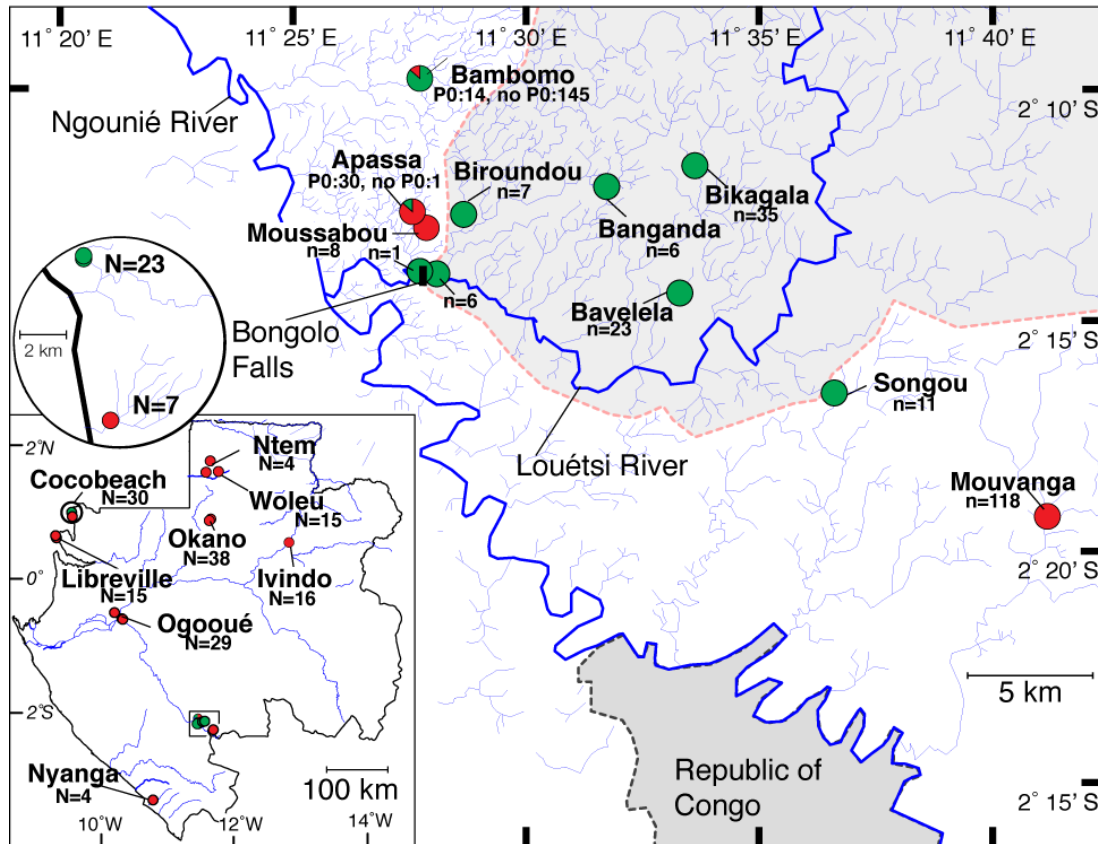 11° 20' E
11° 25' E
11° 30' E
11° 35' E
11° 40' E
Ngounié River
Bambomo
P0:14, no P0:145
2° 10' S
Apassa
P0:30, no P0:1
Biroundou
n=7
Bikagala
n=35
Banganda
n=6
Moussabou
n=8
n=1
n=6
Bavelela
n=23
Bongolo
Falls
2° 15' S
N=23
2 km
N=7
Songou
n=11
Louétsi River
Mouvanga
n=118
2° 20' S
5 km
Republic of
Congo
2° 15' S
2°N
0°
2°S
Ntem
N=4
Cocobeach
N=30
Woleu
N=15
Okano
N=38
Libreville
N=15
Ivindo
N=16
Ogooué
N=29
Nyanga
N=4
100 km
10°W
12°W
14°W